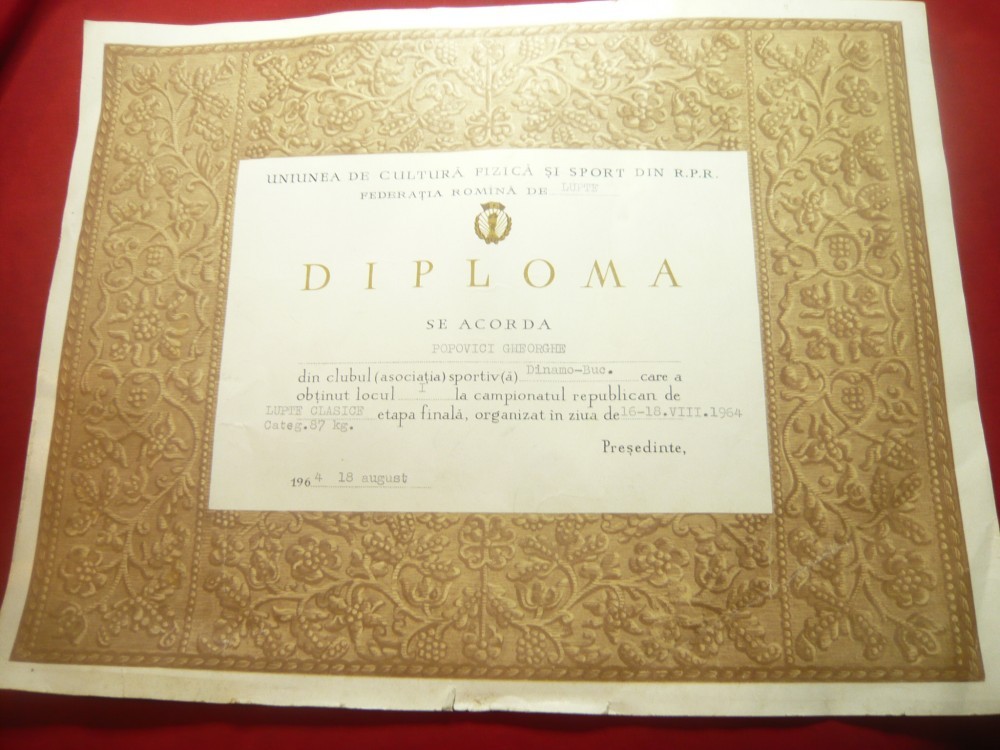 UNIUNEA DE CULTURĂ FIZICĂ ȘI SPORT DIN R.P.R.
FEDERAȚIA ROMÎNĂ DE LUPTE
DIPLOMA
SE ACORDA
POPOVICI GHEORGHE
din clubul (asociația) sportiv(ă) Dinamo-Buc. care a
obținut locul I la campionatul republican de
LUPTE CLASICE etapa finală, organizat în ziua de 16-18.VIII.1964
Categ.87 kg.
Președinte,
1964 18 august